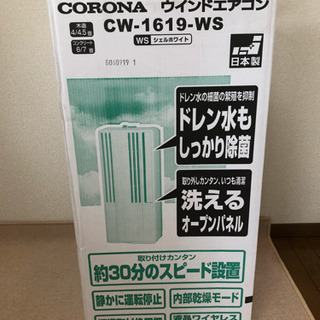 CORONA ウインドエアコン
木造
4/4.5畳
コンクリート
6/7畳
CW-1619-WS
WS シェルホワイト
日本製
ドレン水の細菌の繁殖を抑制
ドレン水も
しっかり除菌
取り外しカンタン、いつも清潔
洗える
オープンパネル
取り付けカンタン
約30分のスピード設置
静かに運転停止
内部乾燥モード